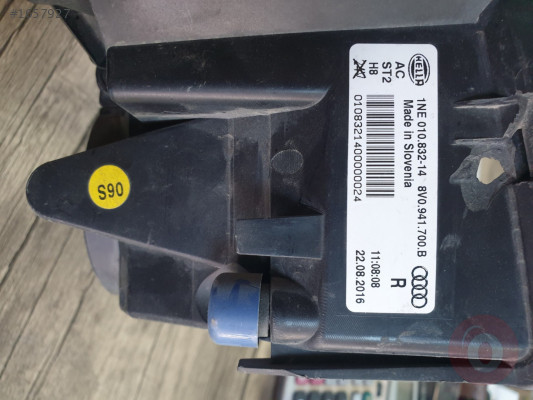 HELLA
1NE 010.832-14 8V0.941.700.B
AC
Made in Slovenia
ST2
H8
01083214000000024
11:08:08
R
22.08.2016
S90